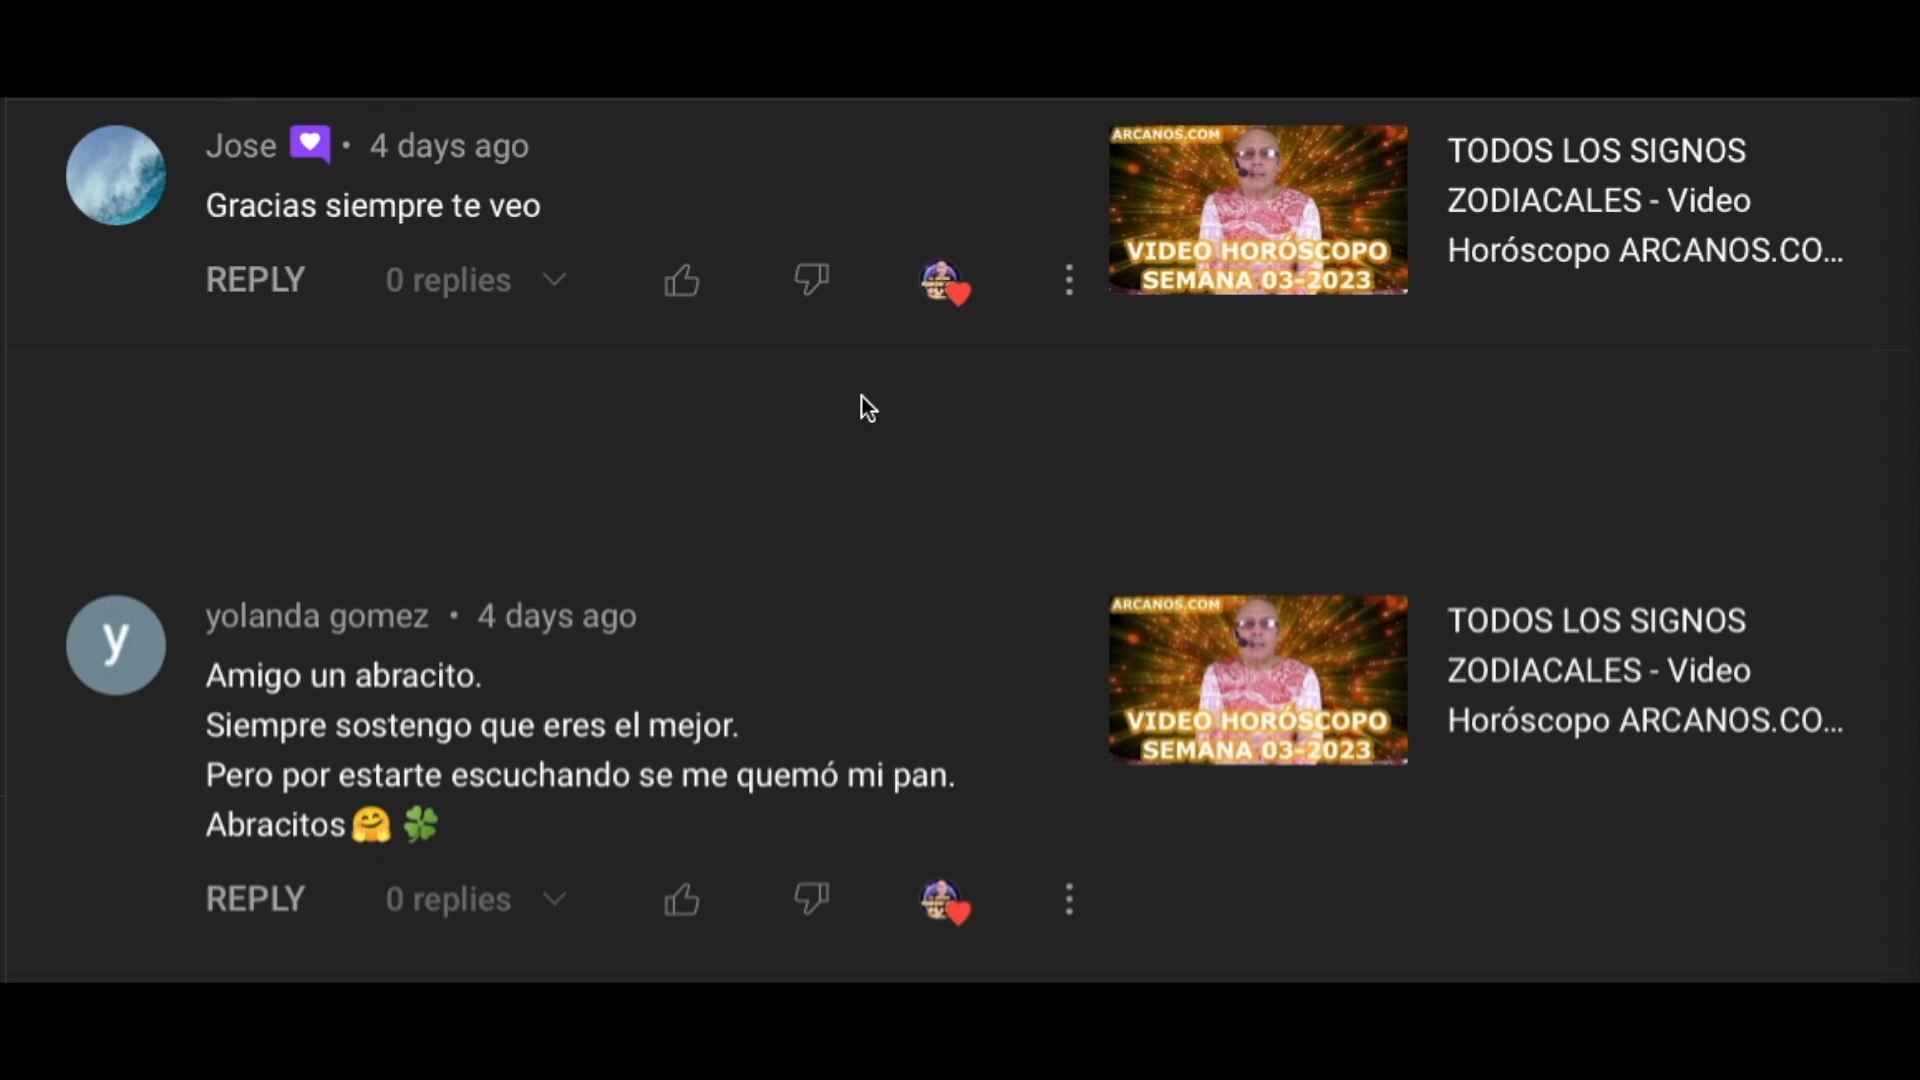 Jose • 4 days ago
Gracias siempre te veo
REPLY 0 replies
ARCANOS.COM
VIDEO HORÓSCOPO
SEMANA 03-2023
TODOS LOS SIGNOS
ZODIACALES - Video
Horóscopo ARCANOS.CO...
y
yolanda gomez • 4 days ago
Amigo un abracito.
Siempre sostengo que eres el mejor.
Pero por estarte escuchando se me quemó mi pan.
Abracitos🤗 🍀
REPLY 0 replies
ARCANOS.COM
VIDEO HORÓSCOPO
SEMANA 03-2023
TODOS LOS SIGNOS
ZODIACALES - Video
Horóscopo ARCANOS.CO...